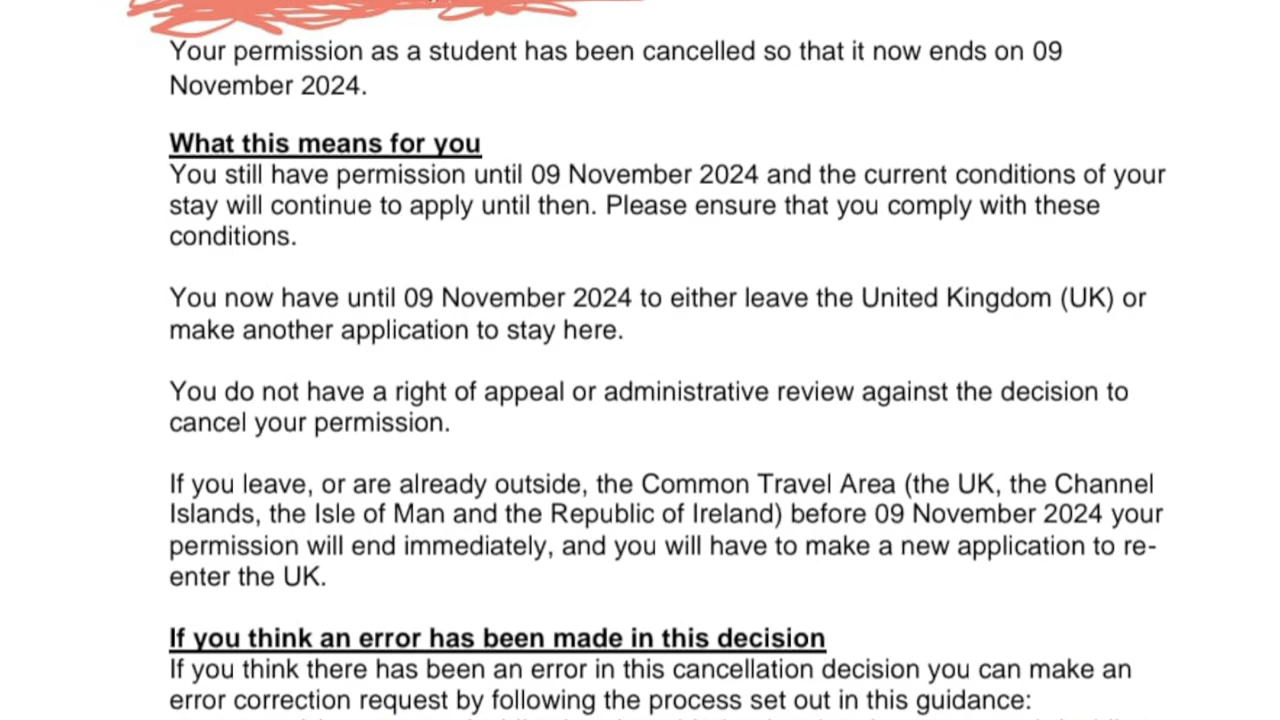 Your permission as a student has been cancelled so that it now ends on 09
November 2024.
What this means for you
You still have permission until 09 November 2024 and the current conditions of your
stay will continue to apply until then. Please ensure that you comply with these
conditions.
You now have until 09 November 2024 to either leave the United Kingdom (UK) or
make another application to stay here.
You do not have a right of appeal or administrative review against the decision to
cancel your permission.
If you leave, or are already outside, the Common Travel Area (the UK, the Channel
Islands, the Isle of Man and the Republic of Ireland) before 09 November 2024 your
permission will end immediately, and you will have to make a new application to re-
enter the UK.
If you think an error has been made in this decision
If you think there has been an error in this cancellation decision you can make an
error correction request by following the process set out in this guidance: